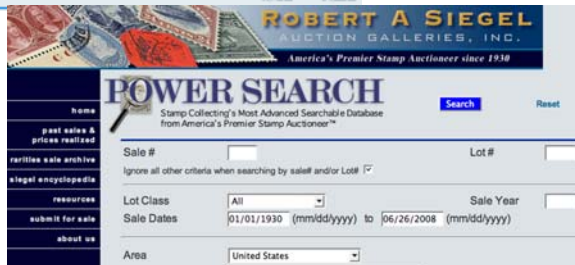 ROBERT A SIEGEL
AUCTION GALLERIES, INC.
America's Premier Stamp Auctioneer since 1930
POWER SEARCH
Stamp Collecting's Most Advanced Searchable Database
from America's Premier Stamp Auctioneer™
Search Reset
home
past sales &
prices realized
rarities sale archive
siegel encyclopedia
resources
submit for sale
about us
Sale # Lot #
Ignore all other criteria when searching by sale# and/or Lot#
Lot Class All Sale Year
Sale Dates 01/01/1930 (mm/dd/yyyy) to 06/26/2008 (mm/dd/yyyy)
Area United States